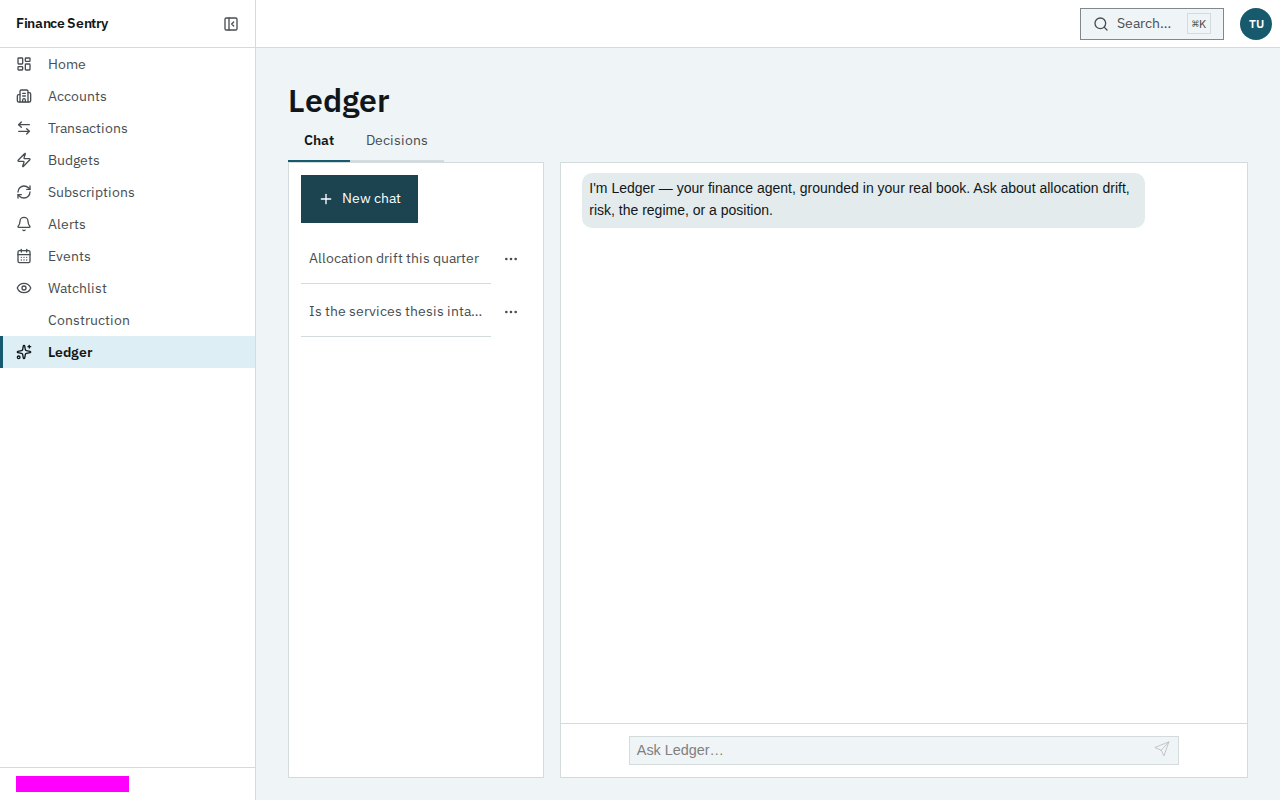 Finance Sentry
Search...
⌘K
TU
Home
Accounts
Transactions
Budgets
Subscriptions
Alerts
Events
Watchlist
Construction
Ledger
Ledger
Chat
Decisions
New chat
Allocation drift this quarter
Is the services thesis inta...
I'm Ledger — your finance agent, grounded in your real book. Ask about allocation drift,
risk, the regime, or a position.
Ask Ledger…